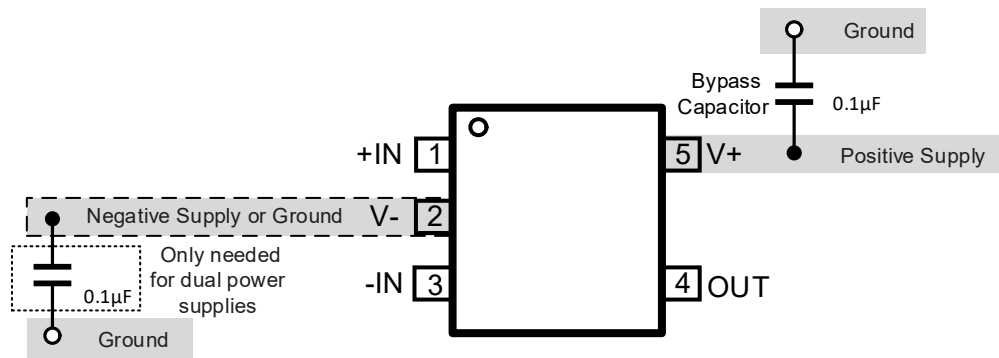 Ground
Bypass
Capacitor
0.1µF
+IN 1
5 V+
Positive Supply
Negative Supply or Ground
V- 2
Only needed
for dual power
supplies
0.1µF
-IN 3
4 OUT
Ground